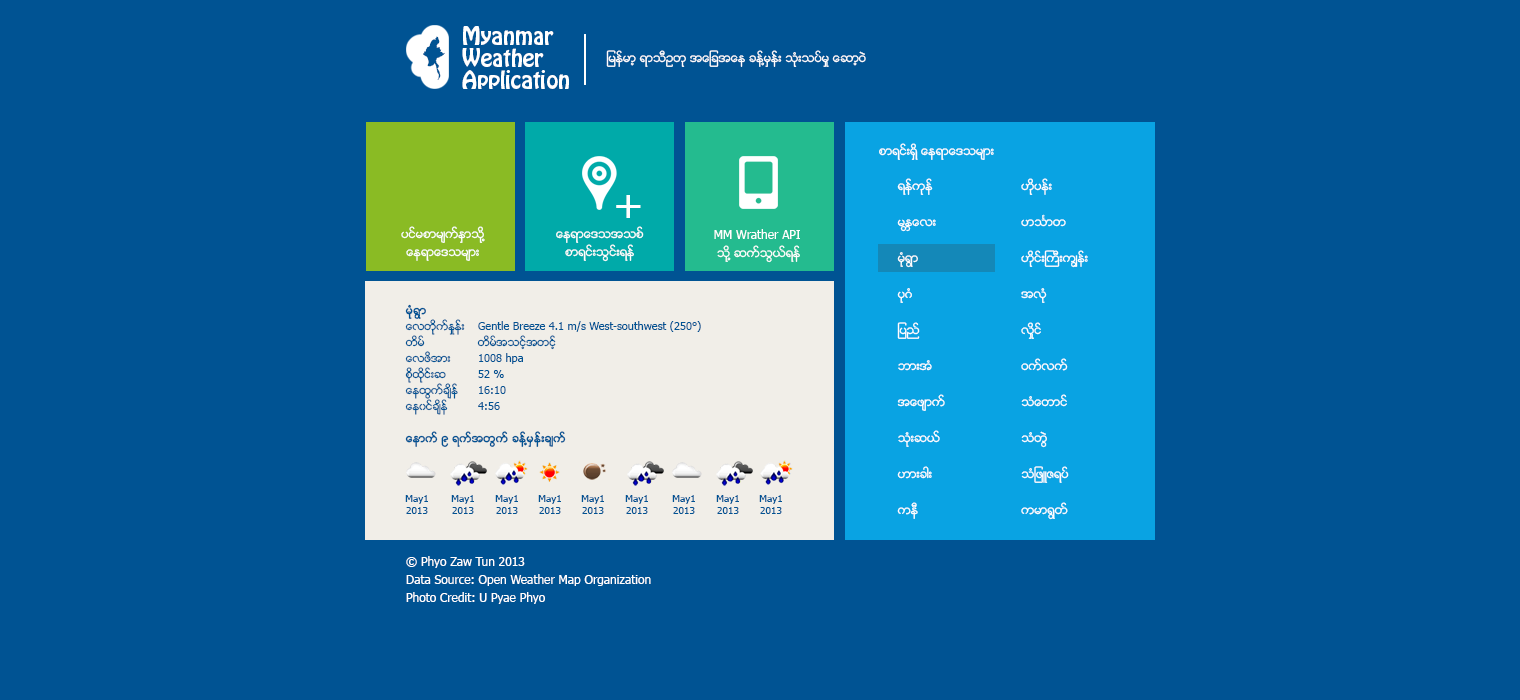 Myanmar
Weather
Application
မြန်မာ့ ရာသီဥတု အခြေအနေ ခန့်မှန်း သုံးသပ်မှု ဆော့ဝဲ
ပင်မစာမျက်နှာသို့
နေရာဒေသများ
နေရာဒေသအသစ်
စာရင်းသွင်းရန်
MM Wrather API
သို့ ဆက်သွယ်ရန်
စာရင်းရှိ နေရာဒေသများ
ရန်ကုန်
ဟိုပန်း
မန္တလေး
ဟင်္သာတ
မုံရွာ
ဟိုင်းကြီးကျွန်း
ပုဂံ
အလုံ
ပြည်
လှိုင်
ဘားအံ
ဝက်လက်
အဖျောက်
သံတောင်
သုံးဆယ်
သံတွဲ
ဟားခါး
သံဖြူဇရပ်
ကနီ
ကမာရွတ်
မုံရွာ
လေတိုက်နှုန်း Gentle Breeze 4.1 m/s West-southwest (250°)
တိမ် တိမ်အသင့်အတင့်
လေဖိအား 1008 hpa
စိုထိုင်းဆ 52 %
နေထွက်ချိန် 16:10
နေဝင်ချိန် 4:56
နောက် ၉ ရက်အတွက် ခန့်မှန်းချက်
May1 May1 May1 May1 May1 May1 May1 May1 May1
2013 2013 2013 2013 2013 2013 2013 2013 2013
© Phyo Zaw Tun 2013
Data Source: Open Weather Map Organization
Photo Credit: U Pyae Phyo